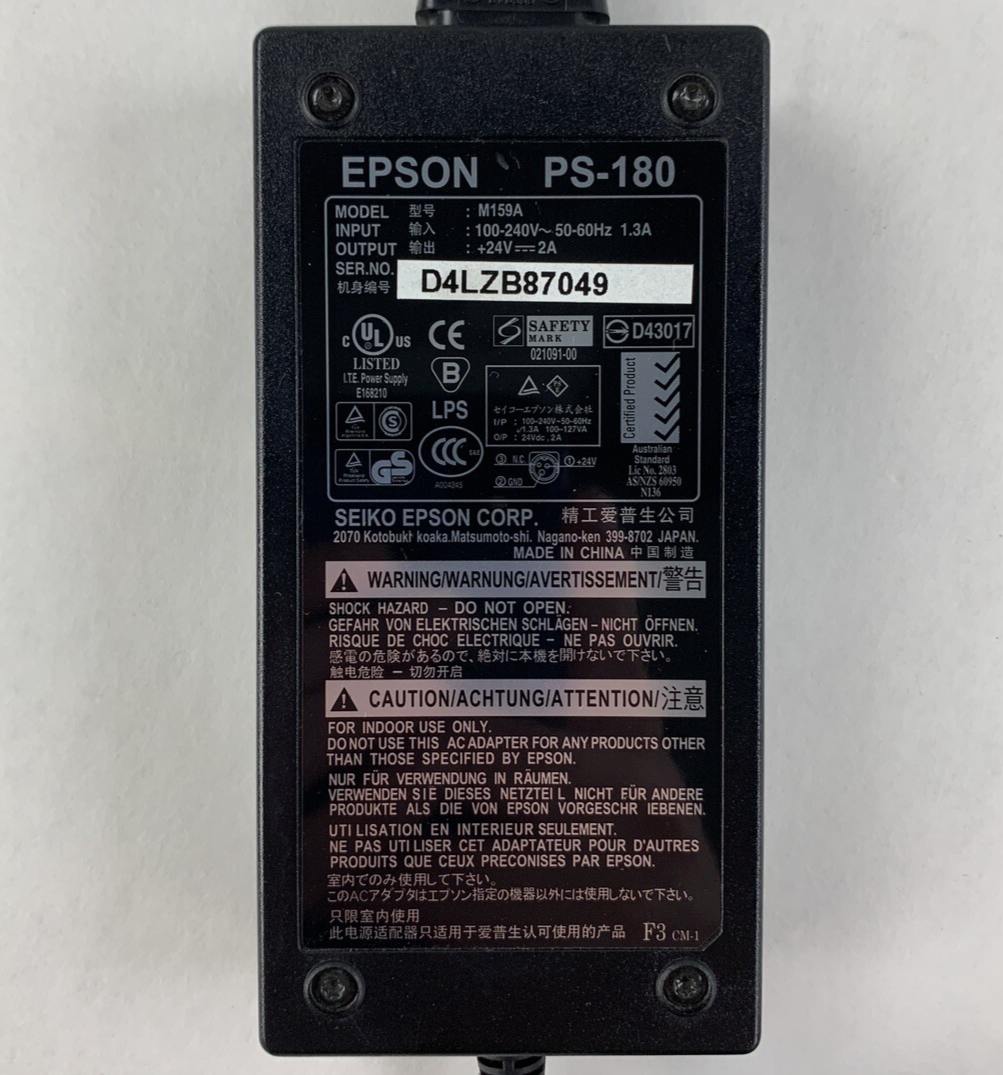 EPSON PS-180
MODEL 型号 : M159A
INPUT 输入 : 100-240V～ 50-60Hz 1.3A
OUTPUT 输出 : +24V⎓2A
SER.NO.
机身编号 D4LZB87049
C UL US
LISTED
I.T.E. Power Supply
E168210
CE
B
LPS
SAFETY
MARK
021091-00
D43017
セイコーエプソン株式会社
I/P : 100-240V~50-60Hz
/1.3A 100-127VA
O/P : 24Vdc, 2A
③ N.C ① +24V
② GND
Certified Product
Australian
Standard
Lic No. 2803
AS/NZS 60950
N136
S
GS
CCC S&E
A004345
SEIKO EPSON CORP. 精工爱普生公司
2070 Kotobuki koaka.Matsumoto-shi. Nagano-ken 399-8702 JAPAN.
MADE IN CHINA 中国制造
WARNING/WARNUNG/AVERTISSEMENT/警告
SHOCK HAZARD – DO NOT OPEN.
GEFAHR VON ELEKTRISCHEN SCHLÄGEN – NICHT ÖFFNEN.
RISQUE DE CHOC ELECTRIQUE – NE PAS OUVRIR.
感電の危険があるので、絶対に本機を開けないで下さい。
触电危险 – 切勿开启
CAUTION/ACHTUNG/ATTENTION/注意
FOR INDOOR USE ONLY.
DO NOT USE THIS AC ADAPTER FOR ANY PRODUCTS OTHER
THAN THOSE SPECIFIED BY EPSON.
NUR FÜR VERWENDUNG IN RÄUMEN.
VERWENDEN SIE DIESES NETZTEIL NICHT FÜR ANDERE
PRODUKTE ALS DIE VON EPSON VORGESCHRIEBENEN.
UTILISATION EN INTERIEUR SEULEMENT.
NE PAS UTILISER CET ADAPTATEUR POUR D'AUTRES
PRODUITS QUE CEUX PRECONISES PAR EPSON.
室内でのみ使用して下さい。
このACアダプタはエプソン指定の機器以外には使用しないで下さい。
只限室内使用
此电源适配器只适用于爱普生认可使用的产品 F3 CM-1